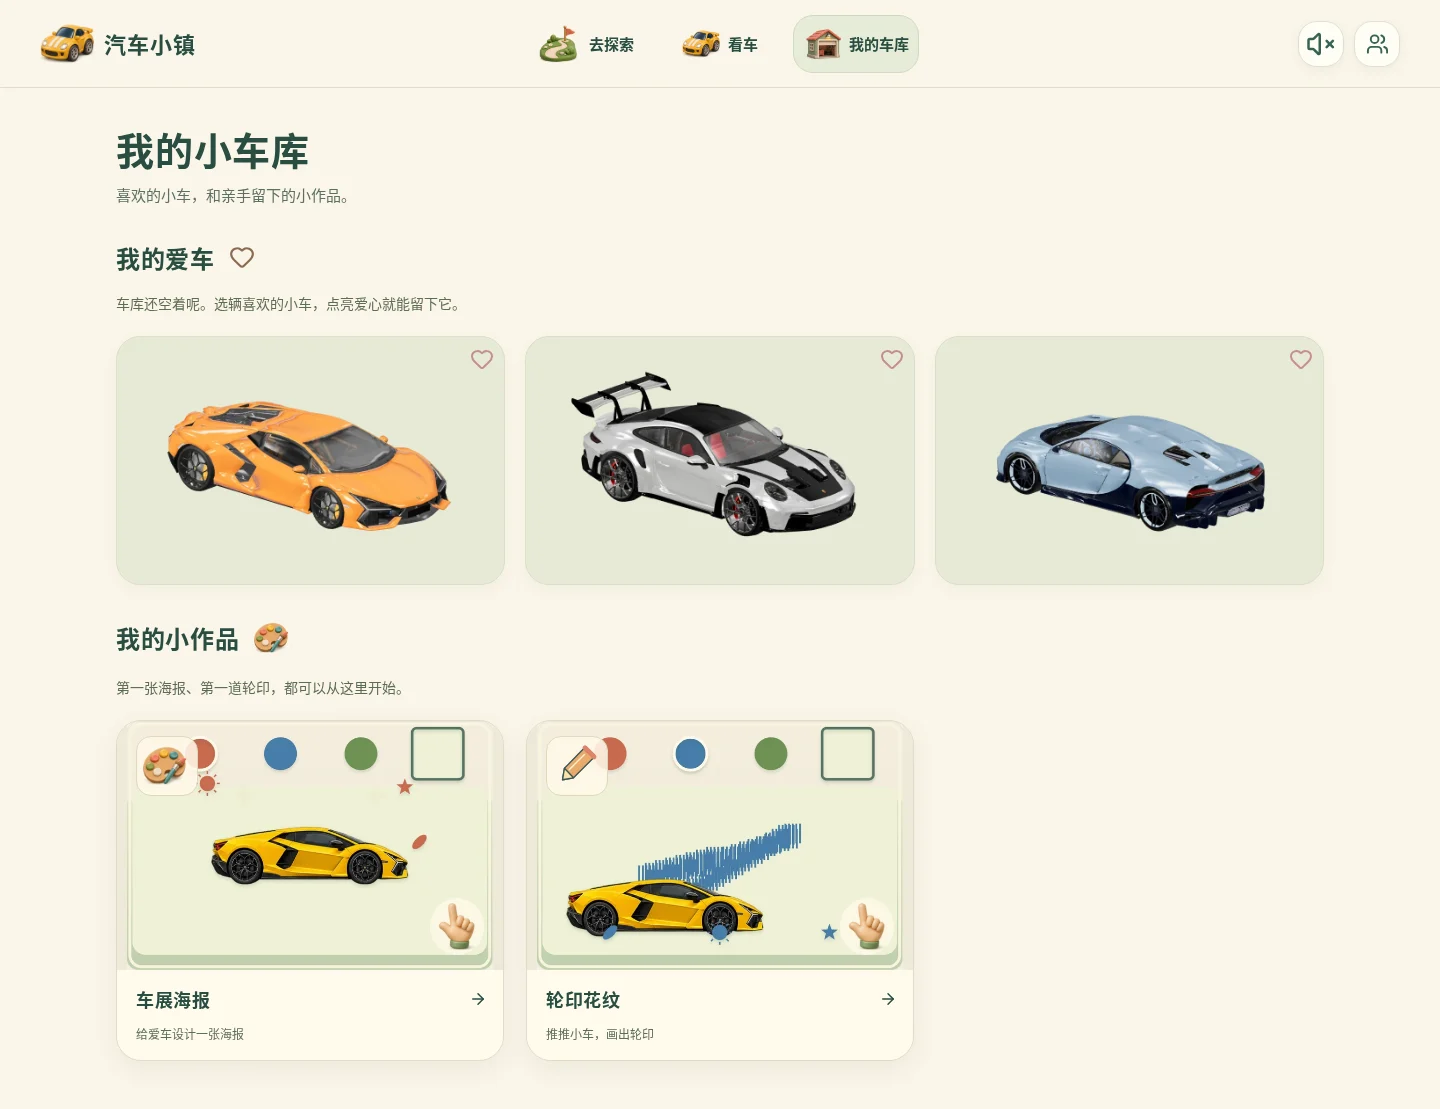 汽车小镇
去探索
看车
我的车库
我的小车库
喜欢的小车，和亲手留下的小作品。
我的爱车
车库还空着呢。选辆喜欢的小车，点亮爱心就能留下它。
我的小作品
第一张海报、第一道轮印，都可以从这里开始。
车展海报
给爱车设计一张海报
轮印花纹
推推小车，画出轮印